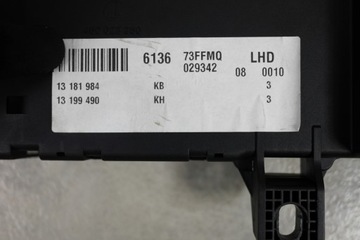 6136 73FFMQ LHD
029342 08 0010
13 181 984 KB 3
13 199 490 KH 3